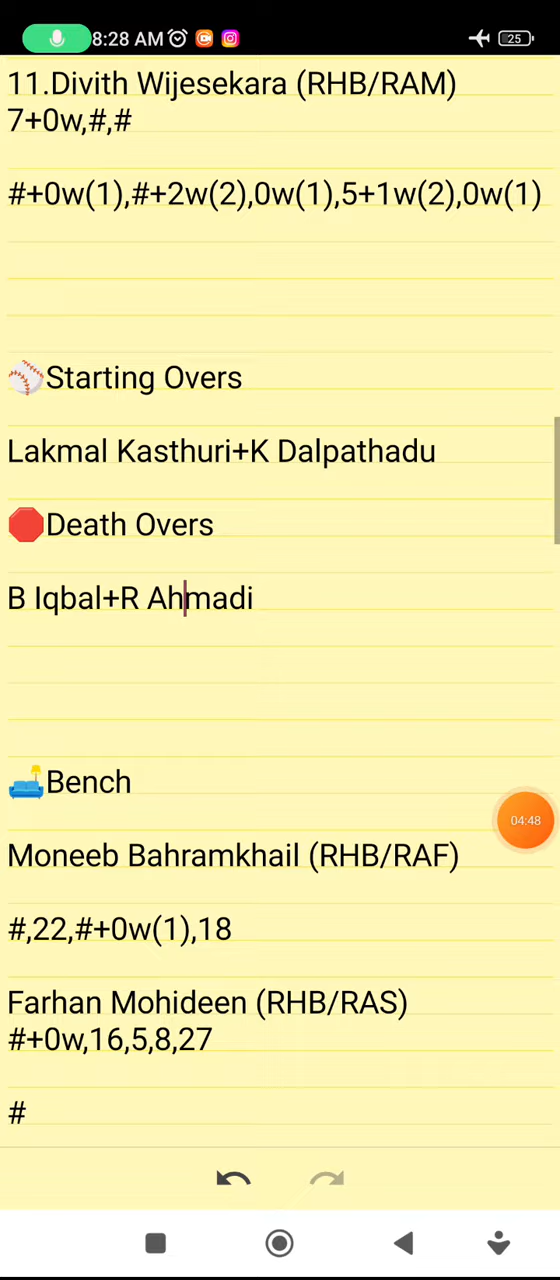 8:28 AM
25
11.Divith Wijesekara (RHB/RAM)
7+0w,#,#
#+0w(1),#+2w(2),0w(1),5+1w(2),0w(1)
Starting Overs
Lakmal Kasthuri+K Dalpathadu
Death Overs
B Iqbal+R Ahmadi
Bench
04:48
Moneeb Bahramkhail (RHB/RAF)
#,22,#+0w(1),18
Farhan Mohideen (RHB/RAS)
#+0w,16,5,8,27
#